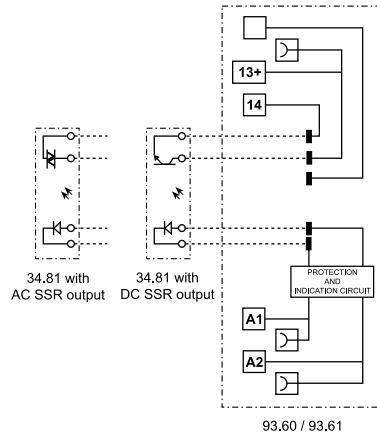 13+
14
34.81 with
AC SSR output
34.81 with
DC SSR output
PROTECTION
AND
INDICATION CIRCUIT
A1
A2
93.60 / 93.61